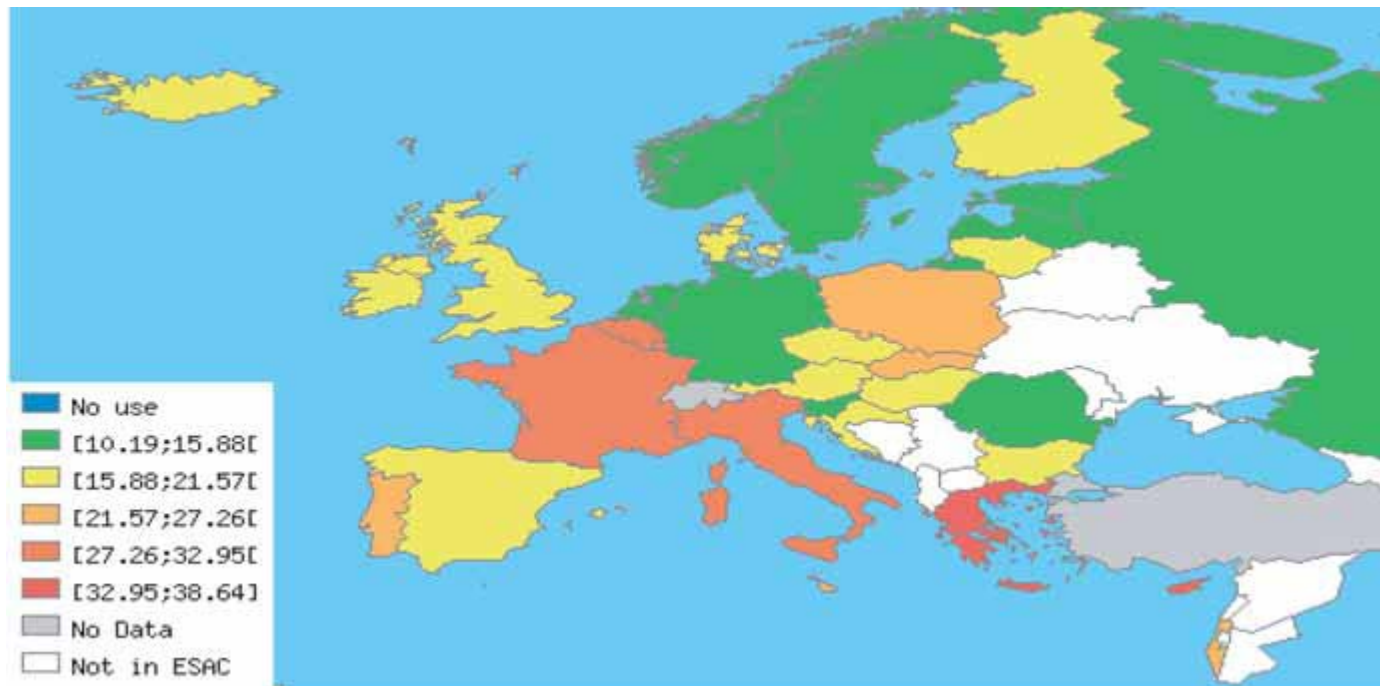 No use
[10.19;15.88[
[15.88;21.57[
[21.57;27.26[
[27.26;32.95[
[32.95;38.64]
No Data
Not in ESAC